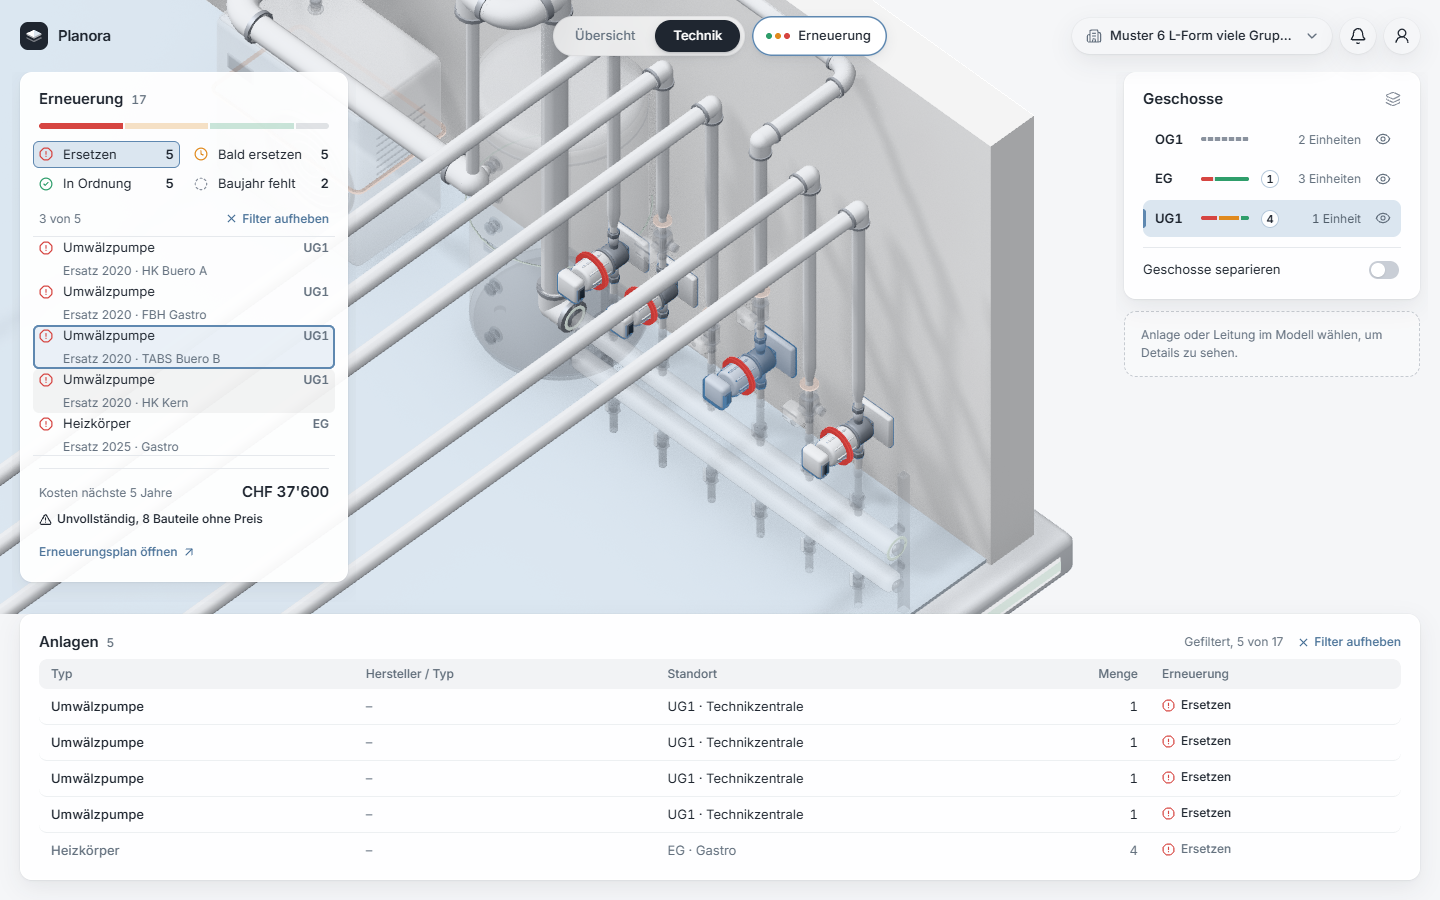 Planora
Übersicht
Technik
Erneuerung
Muster 6 L-Form viele Grup...
Erneuerung 17
Ersetzen 5
Bald ersetzen 5
In Ordnung 5
Baujahr fehlt 2
3 von 5
Filter aufheben
Umwälzpumpe UG1
Ersatz 2020 · HK Buero A
Umwälzpumpe UG1
Ersatz 2020 · FBH Gastro
Umwälzpumpe UG1
Ersatz 2020 · TABS Buero B
Umwälzpumpe UG1
Ersatz 2020 · HK Kern
Heizkörper EG
Ersatz 2025 · Gastro
Kosten nächste 5 Jahre CHF 37'600
Unvollständig, 8 Bauteile ohne Preis
Erneuerungsplan öffnen
Geschosse
OG1 2 Einheiten
EG 1 3 Einheiten
UG1 4 1 Einheit
Geschosse separieren
Anlage oder Leitung im Modell wählen, um
Details zu sehen.
Anlagen 5
Gefiltert, 5 von 17 Filter aufheben
Typ Hersteller / Typ Standort Menge Erneuerung
Umwälzpumpe – UG1 · Technikzentrale 1 Ersetzen
Umwälzpumpe – UG1 · Technikzentrale 1 Ersetzen
Umwälzpumpe – UG1 · Technikzentrale 1 Ersetzen
Umwälzpumpe – UG1 · Technikzentrale 1 Ersetzen
Heizkörper – EG · Gastro 4 Ersetzen